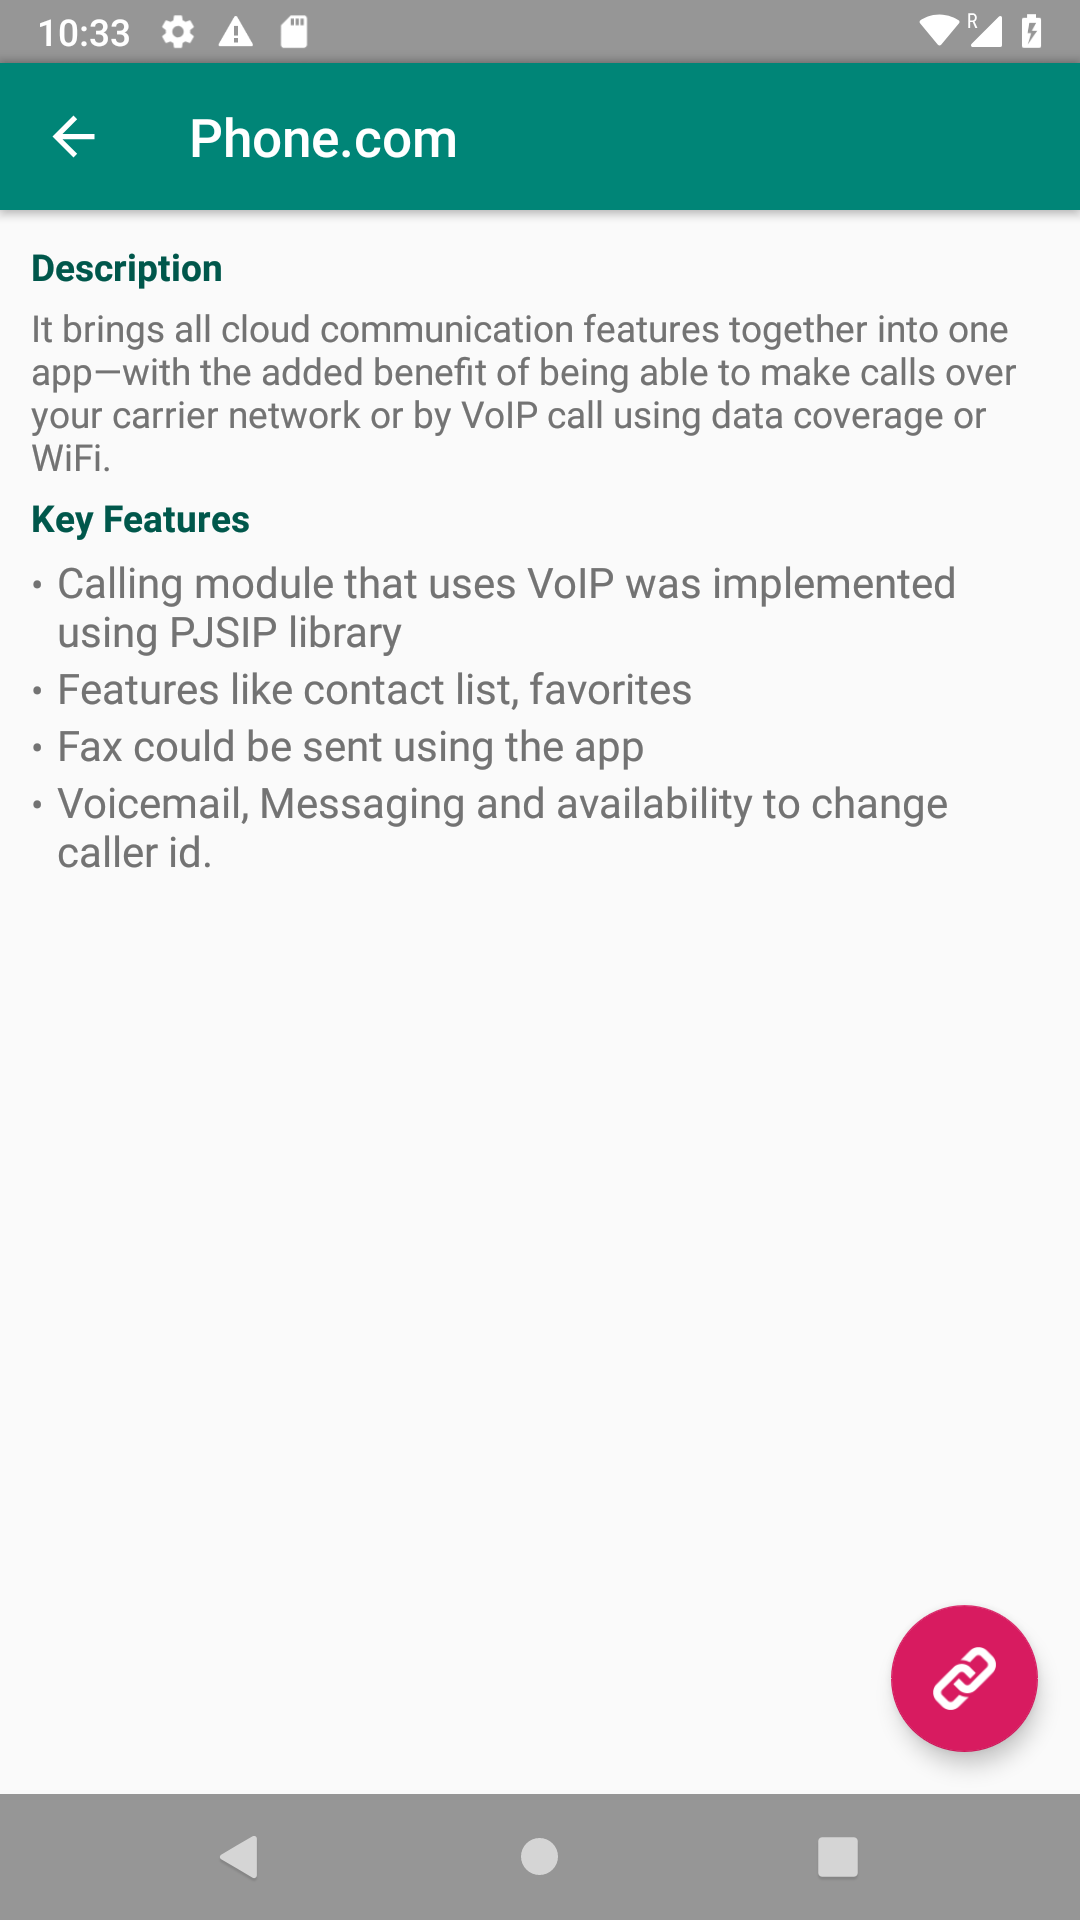 10:33
R
Phone.com
Description
It brings all cloud communication features together into one
app—with the added benefit of being able to make calls over
your carrier network or by VoIP call using data coverage or
WiFi.
Key Features
• Calling module that uses VoIP was implemented
using PJSIP library
• Features like contact list, favorites
• Fax could be sent using the app
• Voicemail, Messaging and availability to change
caller id.